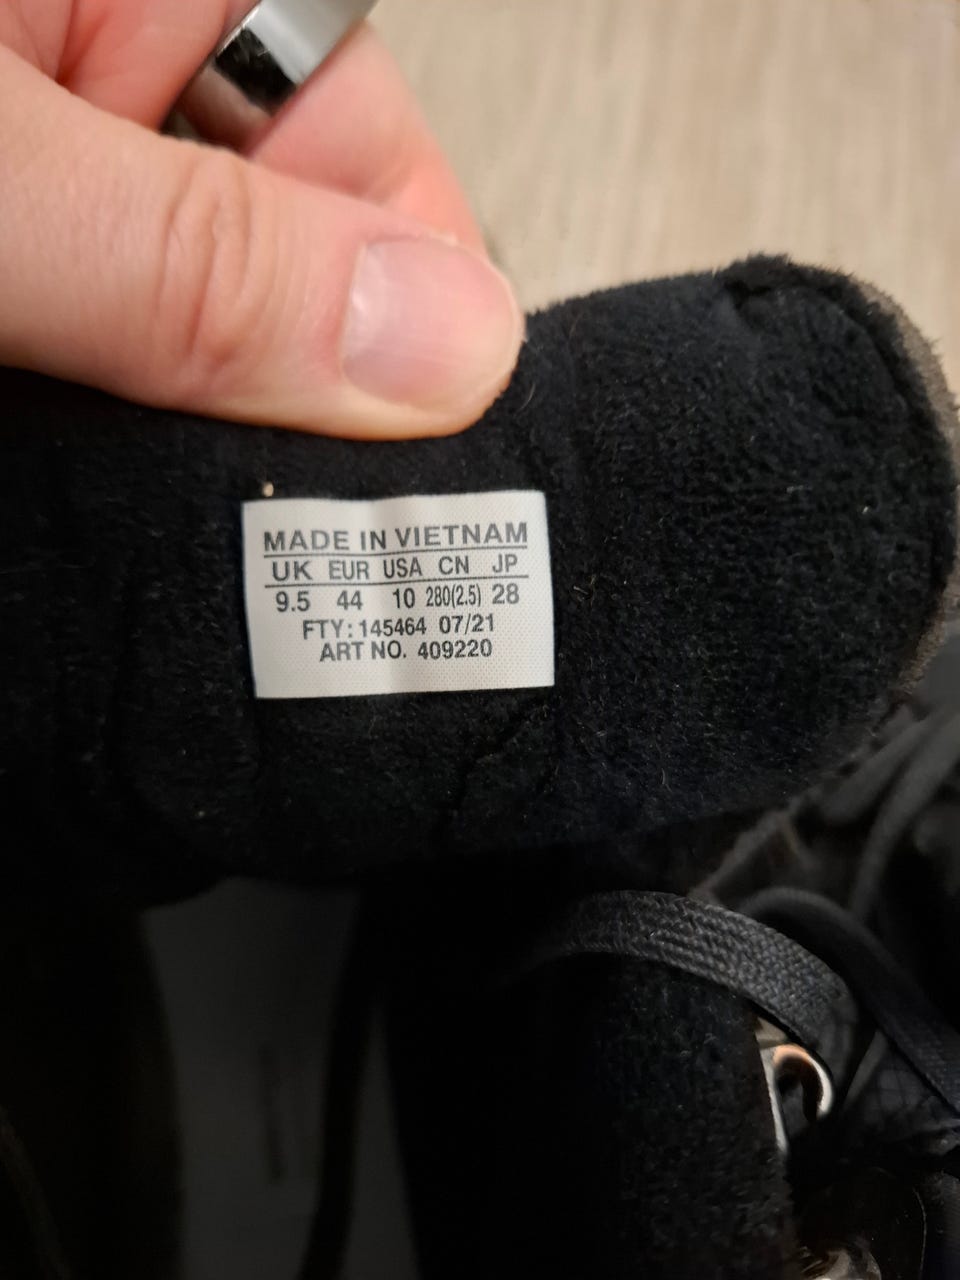 MADE IN VIETNAM
UK EUR USA CN JP
9.5 44 10 280(2.5) 28
FTY: 145464 07/21
ART NO. 409220